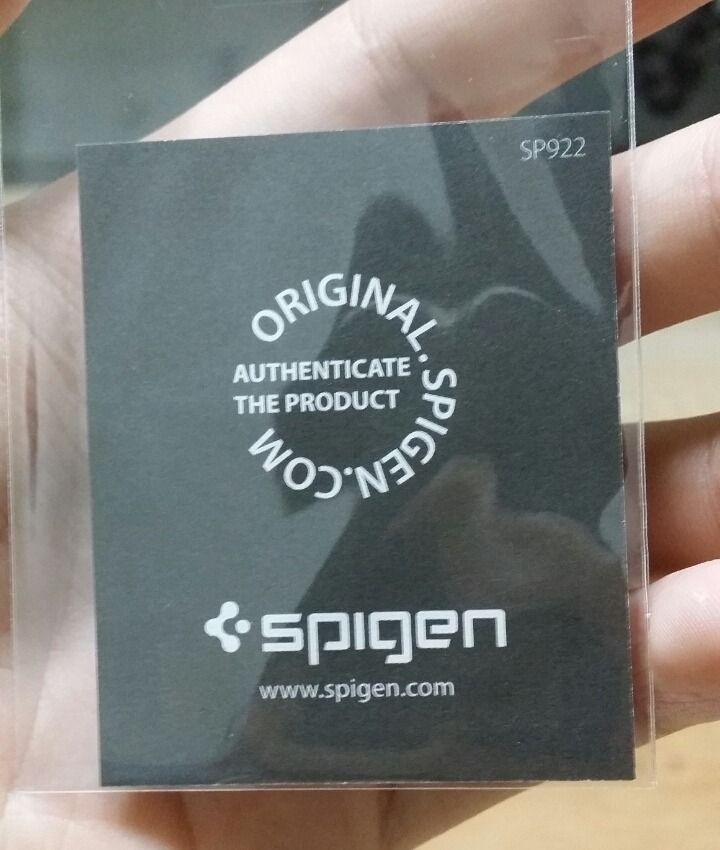 SP922
ORIGINAL.SPIGEN.COM
AUTHENTICATE
THE PRODUCT
spigen
www.spigen.com